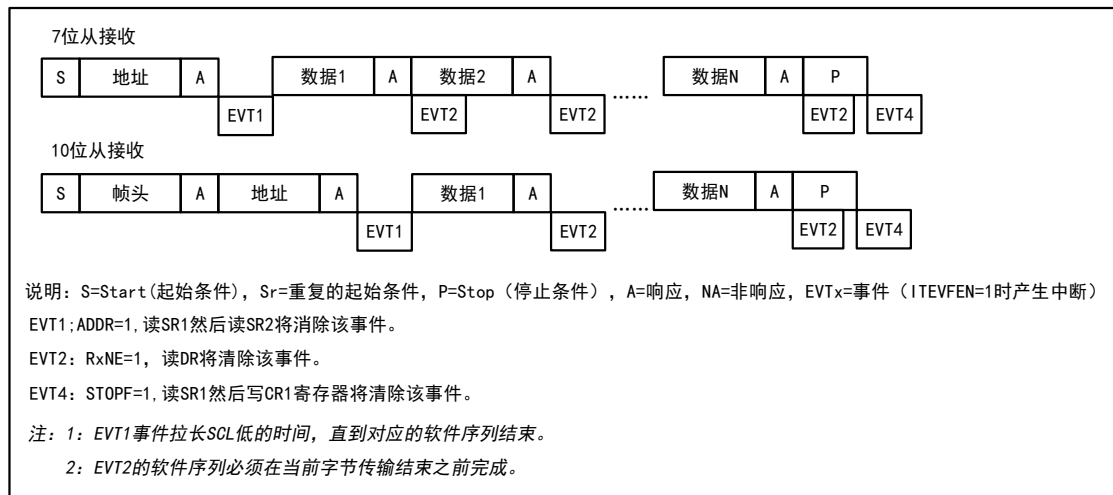 7位从接收
S 地址 A 数据1 A 数据2 A …… 数据N A P
EVT1 EVT2 EVT2 EVT2 EVT4
10位从接收
S 帧头 A 地址 A 数据1 A …… 数据N A P
EVT1 EVT2 EVT2 EVT4
说明：S=Start(起始条件)，Sr=重复的起始条件，P=Stop（停止条件），A=响应，NA=非响应，EVTx=事件（ITEVFEN=1时产生中断）
EVT1;ADDR=1,读SR1然后读SR2将消除该事件。
EVT2：RxNE=1，读DR将清除该事件。
EVT4：STOPF=1,读SR1然后写CR1寄存器将清除该事件。
注：1：EVT1事件拉长SCL低的时间，直到对应的软件序列结束。
2：EVT2的软件序列必须在当前字节传输结束之前完成。